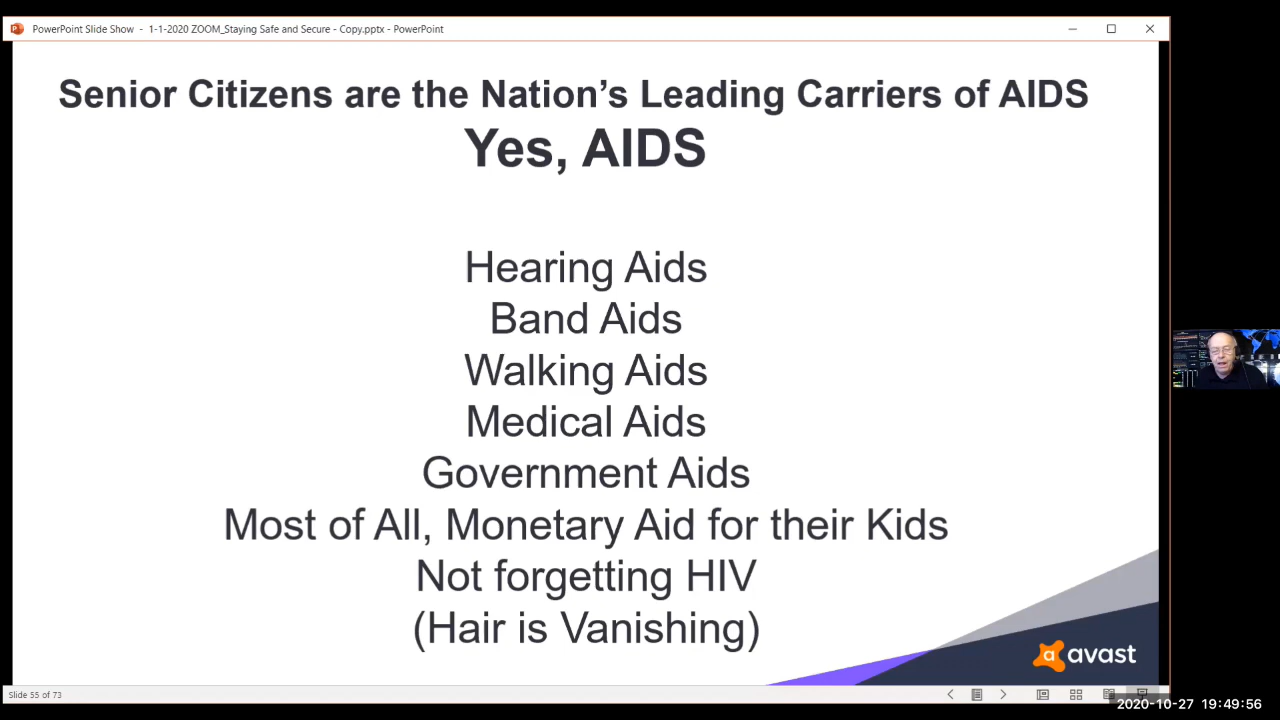 PowerPoint Slide Show - 1-1-2020 ZOOM_Staying Safe and Secure - Copy.pptx - PowerPoint
Senior Citizens are the Nation’s Leading Carriers of AIDS
Yes, AIDS
Hearing Aids
Band Aids
Walking Aids
Medical Aids
Government Aids
Most of All, Monetary Aid for their Kids
Not forgetting HIV
(Hair is Vanishing)
avast
Slide 55 of 73
2020-10-27 19:49:56